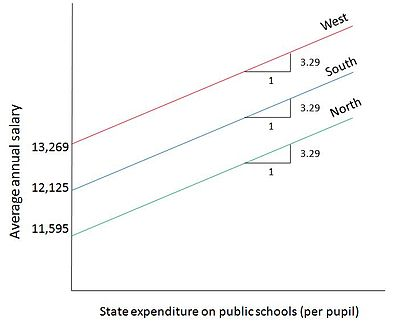 West
3.29
1
South
3.29
1
North
3.29
1
13,269
12,125
11,595
Average annual salary
State expenditure on public schools (per pupil)